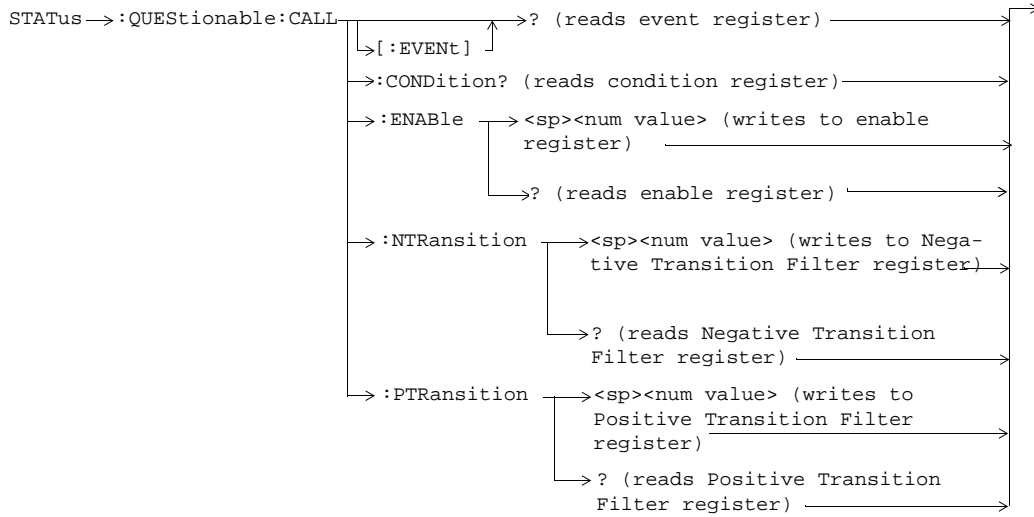 STATus :QUEStionable:CALL ? (reads event register)
[:EVENt]
:CONDition? (reads condition register)
:ENABle <sp><num value> (writes to enable
register)
? (reads enable register)
:NTRansition <sp><num value> (writes to Nega-
tive Transition Filter register)
? (reads Negative Transition
Filter register)
:PTRansition <sp><num value> (writes to
Positive Transition Filter
register)
? (reads Positive Transition
Filter register)